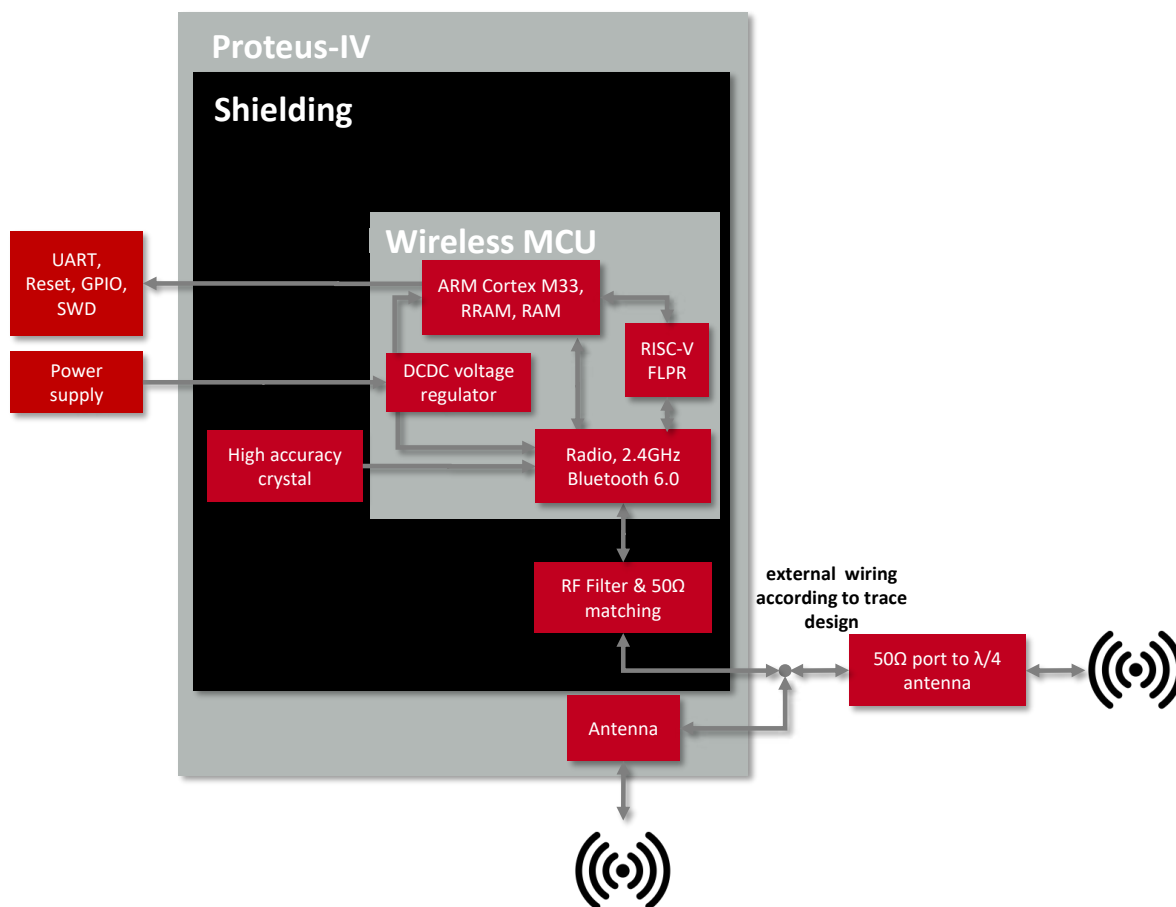 Proteus-IV
Shielding
Wireless MCU
UART,
Reset, GPIO,
SWD
ARM Cortex M33,
RRAM, RAM
RISC-V
FLPR
Power
supply
DCDC voltage
regulator
High accuracy
crystal
Radio, 2.4GHz
Bluetooth 6.0
RF Filter & 50Ω
matching
external wiring
according to trace
design
50Ω port to λ/4
antenna
Antenna